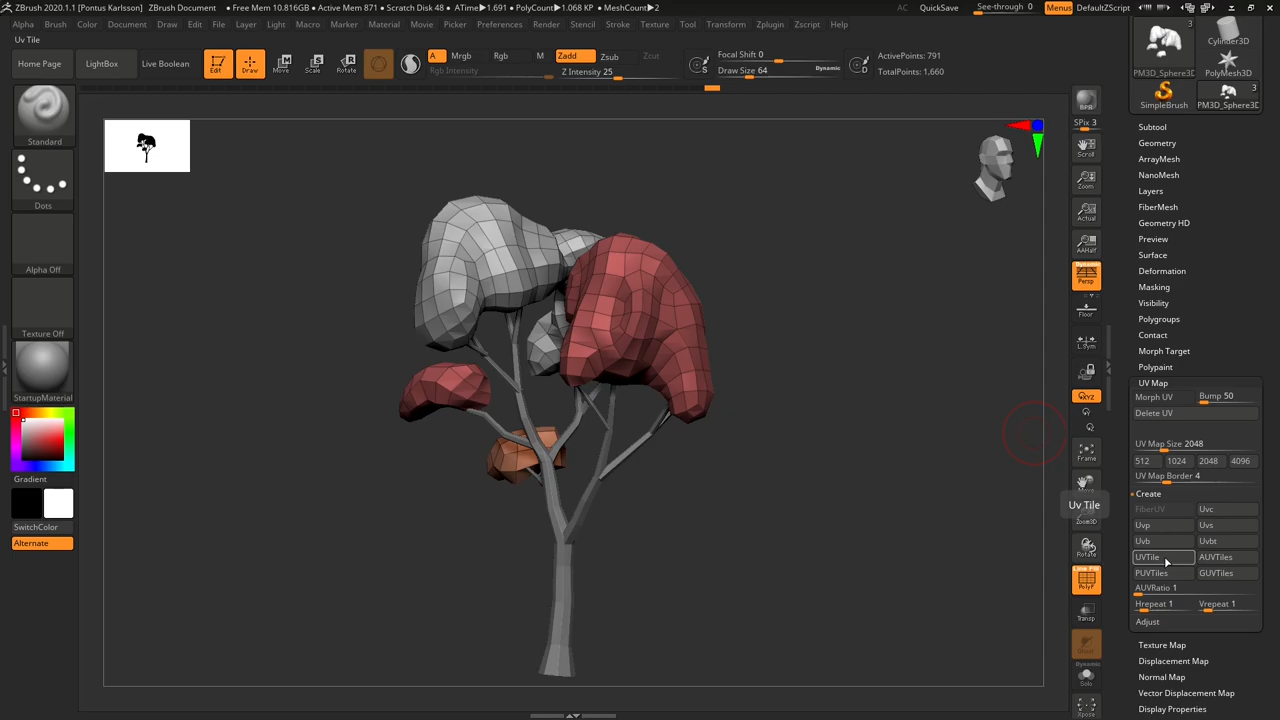 ZBrush 2020.1.1 [Pontus Karlsson] ZBrush Document • Free Mem 10.816GB • Active Mem 871 • Scratch Disk 48 • ATime►1.691 • PolyCount►1.068 KP • MeshCount►2 AC QuickSave See-through 0 Menus DefaultZScript
Alpha Brush Color Document Draw Edit File Layer Light Macro Marker Material Movie Picker Preferences Render Stencil Stroke Texture Tool Transform Zplugin Zscript Help
Uv Tile
Home Page LightBox Live Boolean
Edit Draw Move Scale Rotate
A Mrgb Rgb M Zadd Zsub Zcut
Rgb Intensity Z Intensity 25
Focal Shift 0
Draw Size 64 Dynamic
S D
ActivePoints: 791
TotalPoints: 1,660
Standard
Dots
Alpha Off
Texture Off
StartupMaterial
Gradient
SwitchColor
Alternate
BPR
SPix 3
Scroll
Zoom
Actual
AAHalf
Dynamic
Persp
Floor
L.Sym
XYZ
Frame
Move
Uv Tile
Zoom3D
Rotate
Line Fill
PolyF
Transp
Ghost
Dynamic
Solo
Xpose
3
PM3D_Sphere3D
Cylinder3D
PolyMesh3D
SimpleBrush
3
PM3D_Sphere3D
Subtool
Geometry
ArrayMesh
NanoMesh
Layers
FiberMesh
Geometry HD
Preview
Surface
Deformation
Masking
Visibility
Polygroups
Contact
Morph Target
Polypaint
UV Map
Morph UV Bump 50
Delete UV
UV Map Size 2048
512 1024 2048 4096
UV Map Border 4
Create
FiberUV Uvc
Uvp Uvs
Uvb Uvbt
UVTile AUVTiles
PUVTiles GUVTiles
AUVRatio 1
Hrepeat 1 Vrepeat 1
Adjust
Texture Map
Displacement Map
Normal Map
Vector Displacement Map
Display Properties